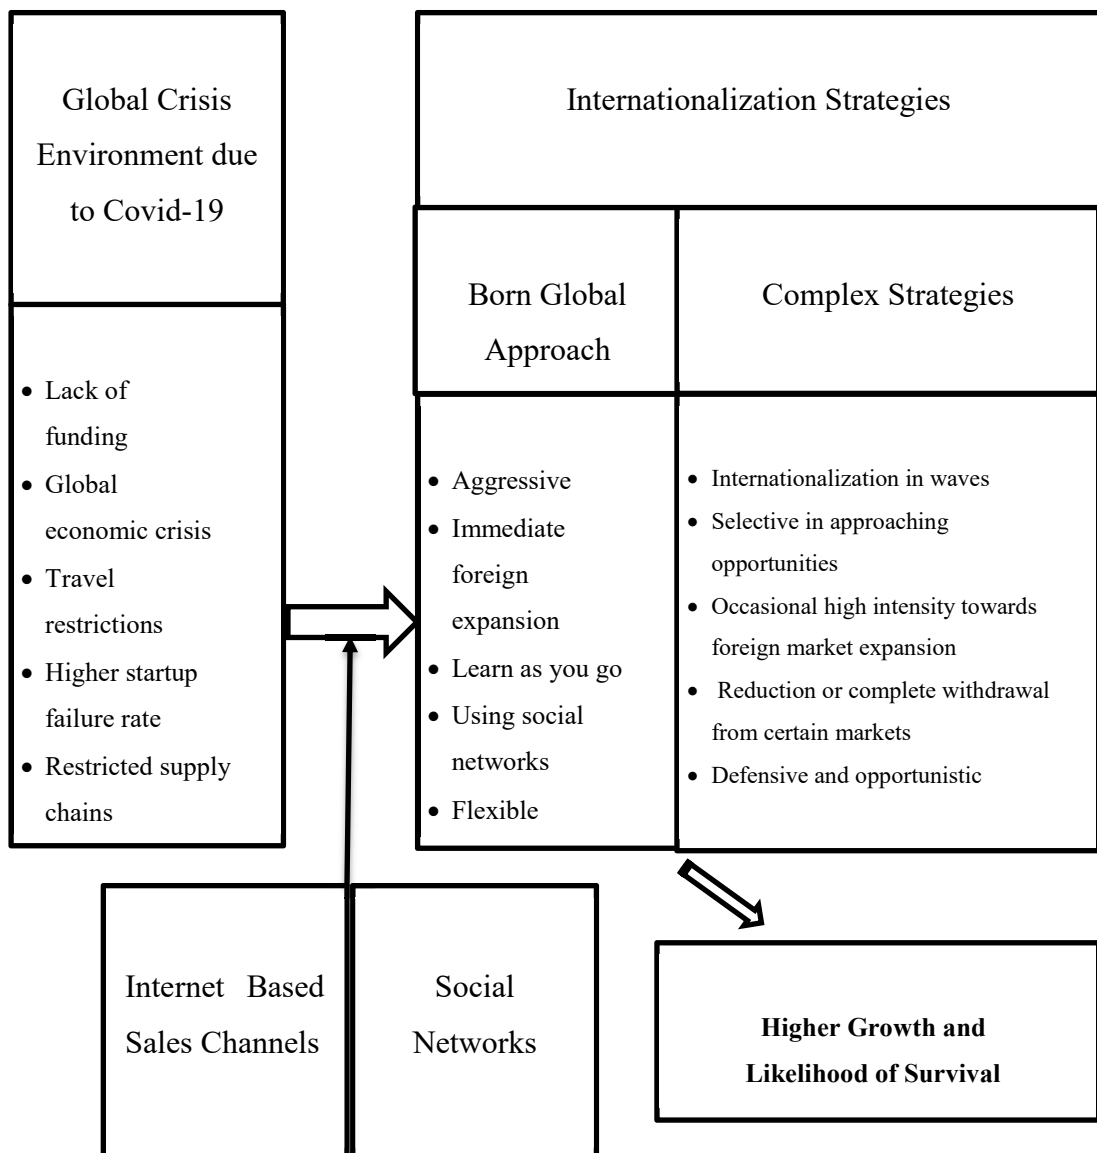 Global Crisis
Environment due
to Covid-19
• Lack of
funding
• Global
economic crisis
• Travel
restrictions
• Higher startup
failure rate
• Restricted supply
chains
Internationalization Strategies
Born Global
Approach
• Aggressive
• Immediate
foreign
expansion
• Learn as you go
• Using social
networks
• Flexible
Complex Strategies
• Internationalization in waves
• Selective in approaching
opportunities
• Occasional high intensity towards
foreign market expansion
• Reduction or complete withdrawal
from certain markets
• Defensive and opportunistic
Internet Based
Sales Channels
Social
Networks
Higher Growth and
Likelihood of Survival